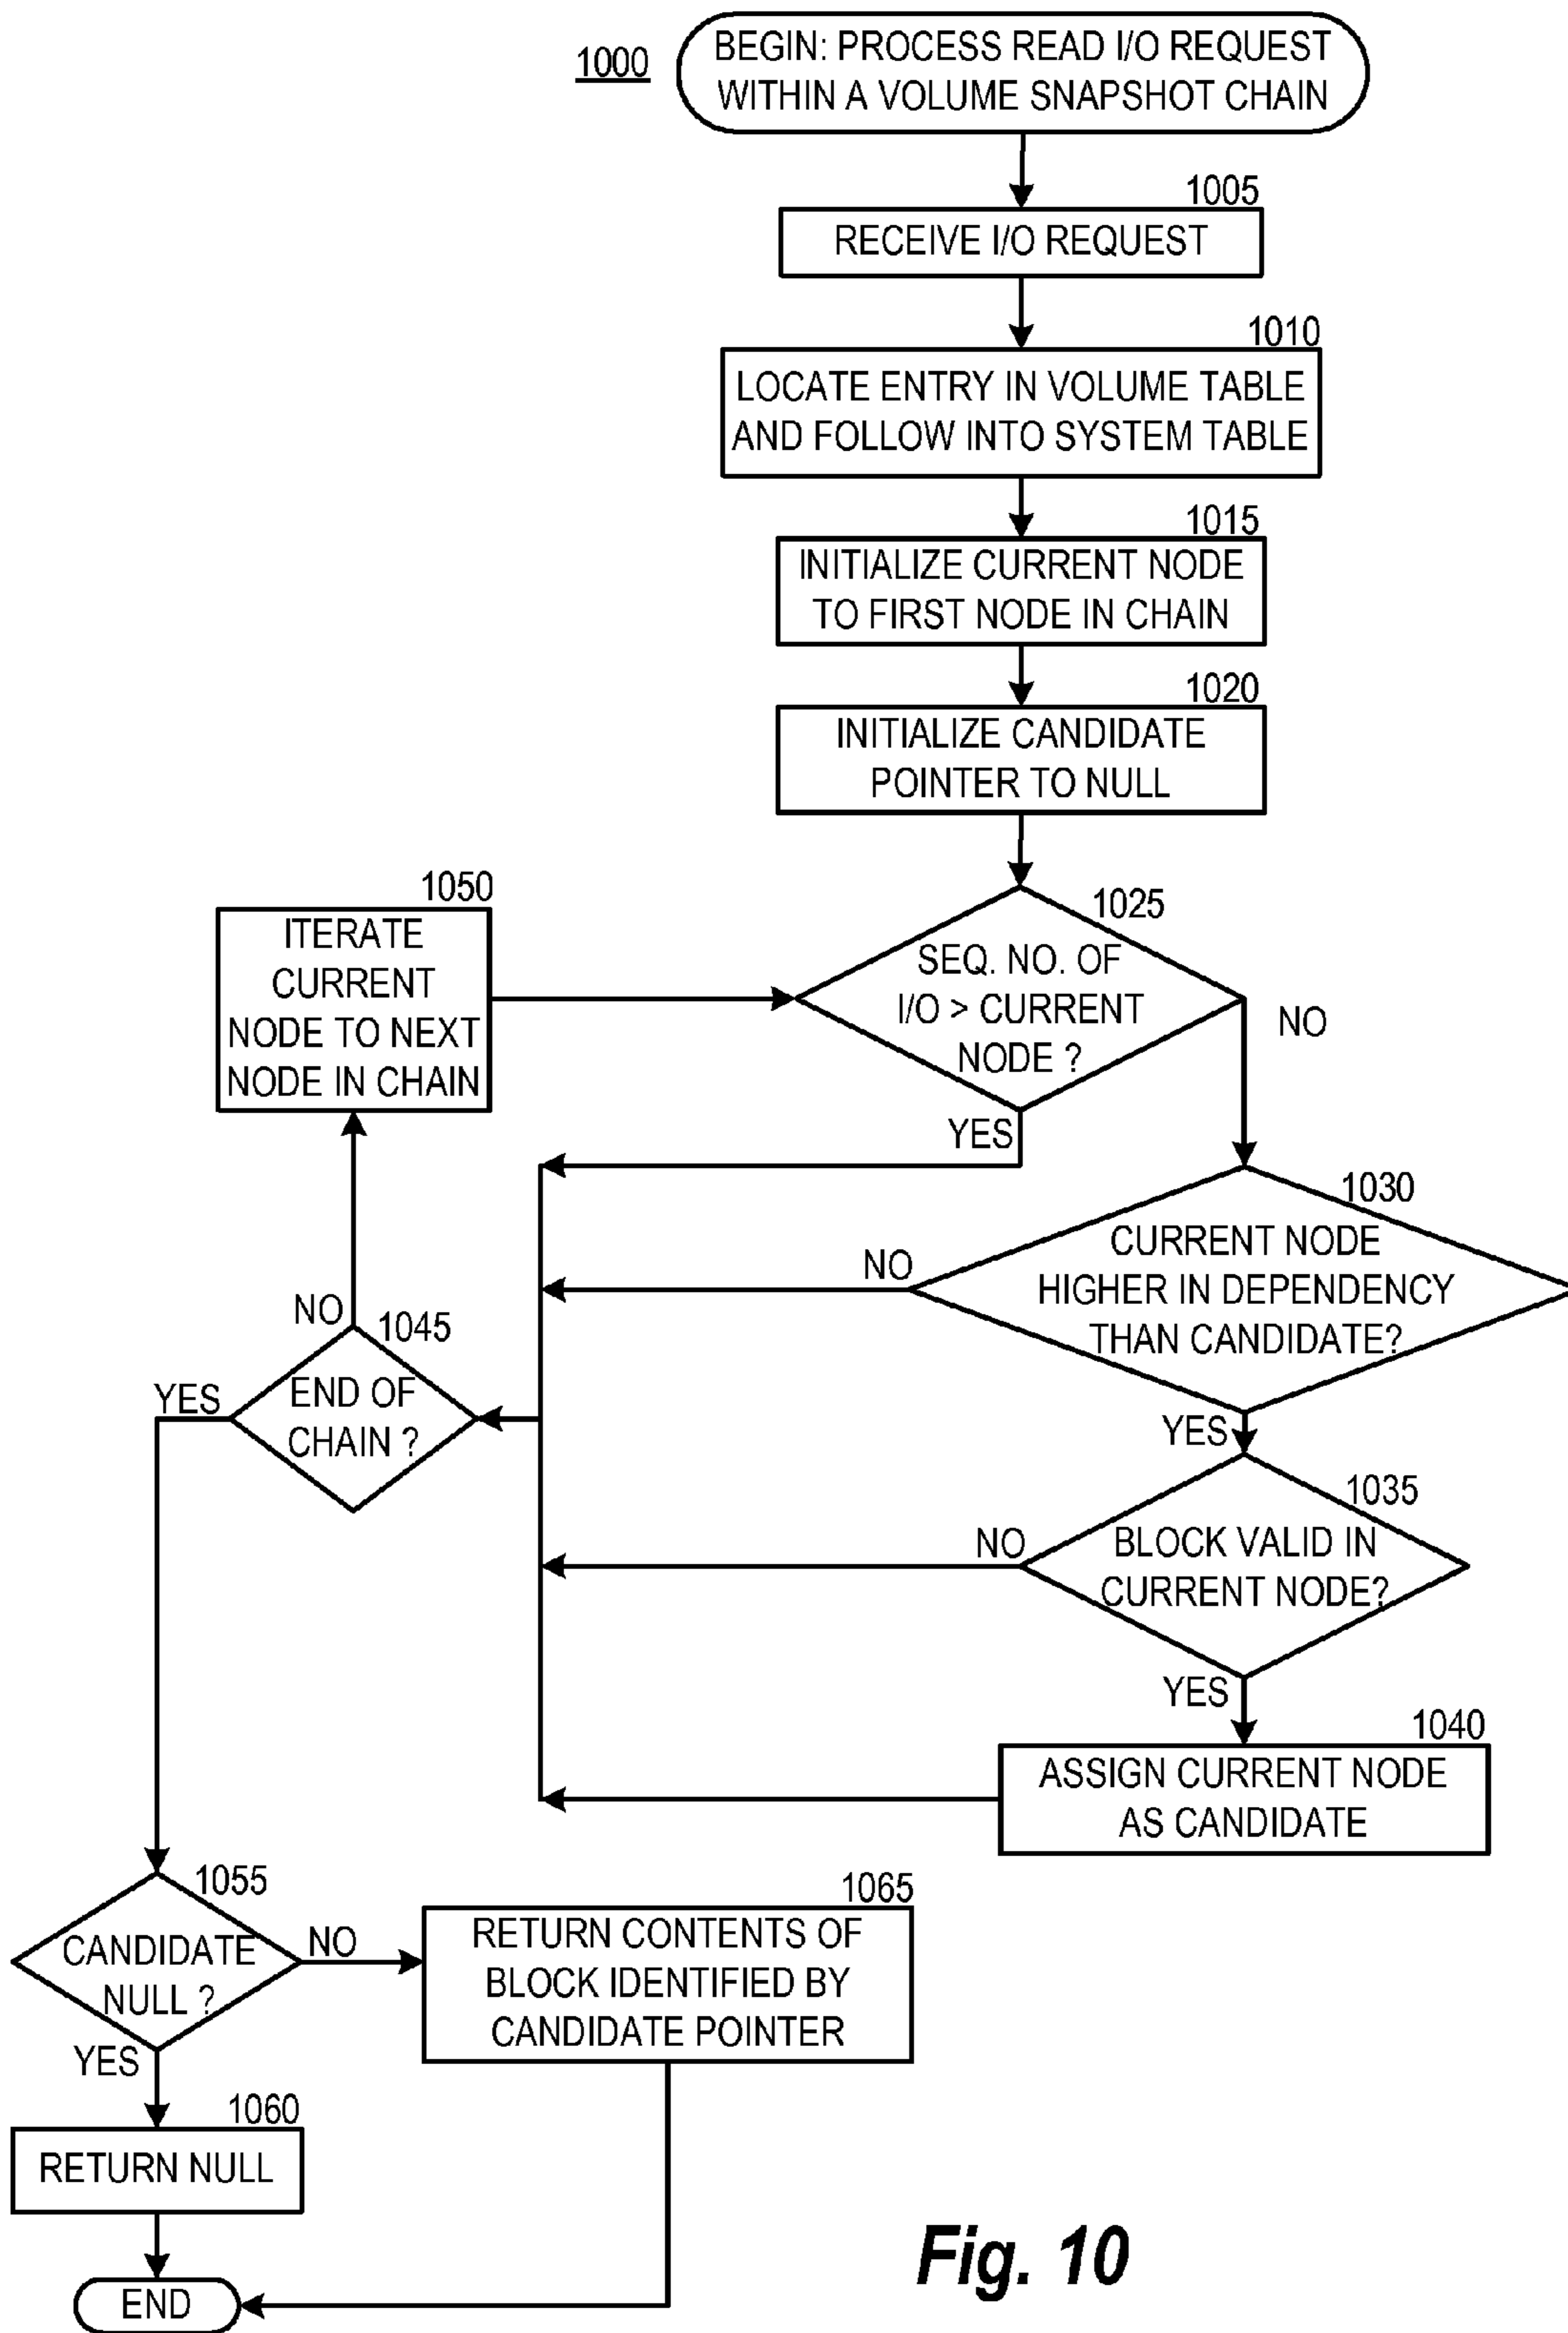 1000
BEGIN: PROCESS READ I/O REQUEST
WITHIN A VOLUME SNAPSHOT CHAIN
1005
RECEIVE I/O REQUEST
1010
LOCATE ENTRY IN VOLUME TABLE
AND FOLLOW INTO SYSTEM TABLE
1015
INITIALIZE CURRENT NODE
TO FIRST NODE IN CHAIN
1020
INITIALIZE CANDIDATE
POINTER TO NULL
1050
ITERATE
CURRENT
NODE TO NEXT
NODE IN CHAIN
1025
SEQ. NO. OF
I/O > CURRENT
NODE ?
NO
YES
1030
CURRENT NODE
HIGHER IN DEPENDENCY
THAN CANDIDATE?
NO
YES
NO
1045
END OF
CHAIN ?
YES
1035
BLOCK VALID IN
CURRENT NODE?
NO
YES
1040
ASSIGN CURRENT NODE
AS CANDIDATE
1055
CANDIDATE
NULL ?
NO
YES
1065
RETURN CONTENTS OF
BLOCK IDENTIFIED BY
CANDIDATE POINTER
1060
RETURN NULL
END
Fig. 10